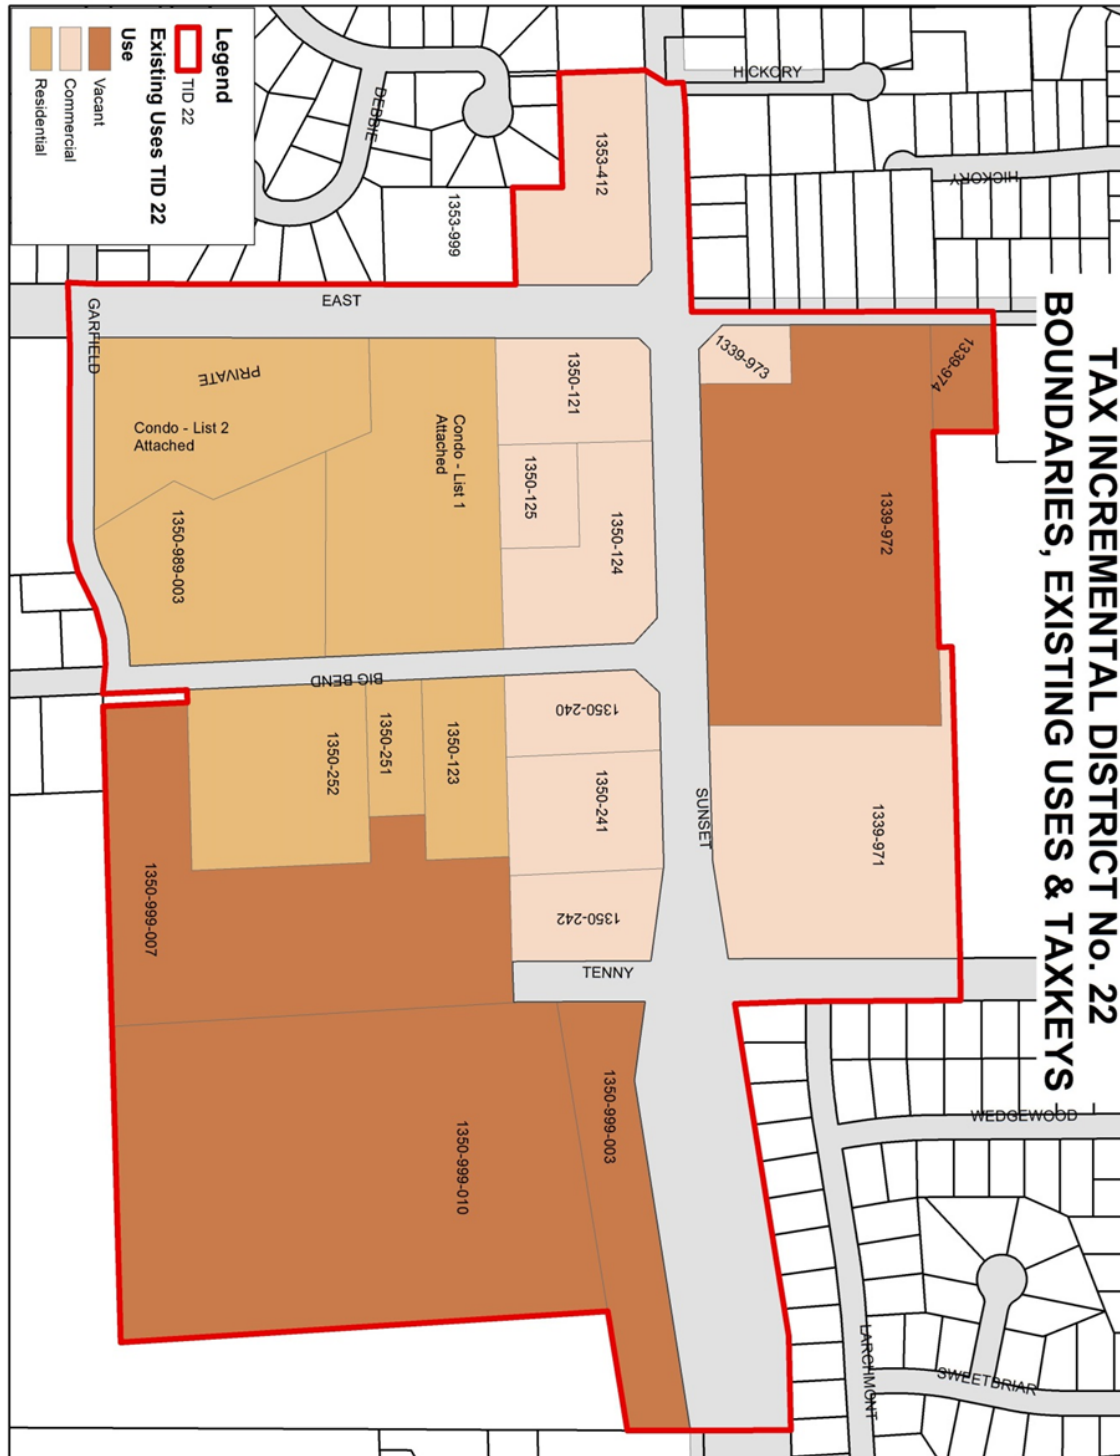 TAX INCREMENTAL DISTRICT No. 22
BOUNDARIES, EXISTING USES & TAXKEYS
HICKORY
HICKORY
1353-412
DEBBIE
1353-999
EAST
GARFIELD
1339-974
1339-973
1339-972
1339-971
1350-121
1350-125
1350-124
PRIVATE
Condo - List 2
Attached
Condo - List 1
Attached
1350-989-003
BIG BEND
SUNSET
1350-240
1350-241
1350-242
1350-123
1350-251
1350-252
1350-999-007
TENNY
1350-999-003
1350-999-010
WEDGEWOOD
LARCHMONT
SWEETBRIAR
Legend
TID 22
Existing Uses TID 22
Use
Vacant
Commercial
Residential